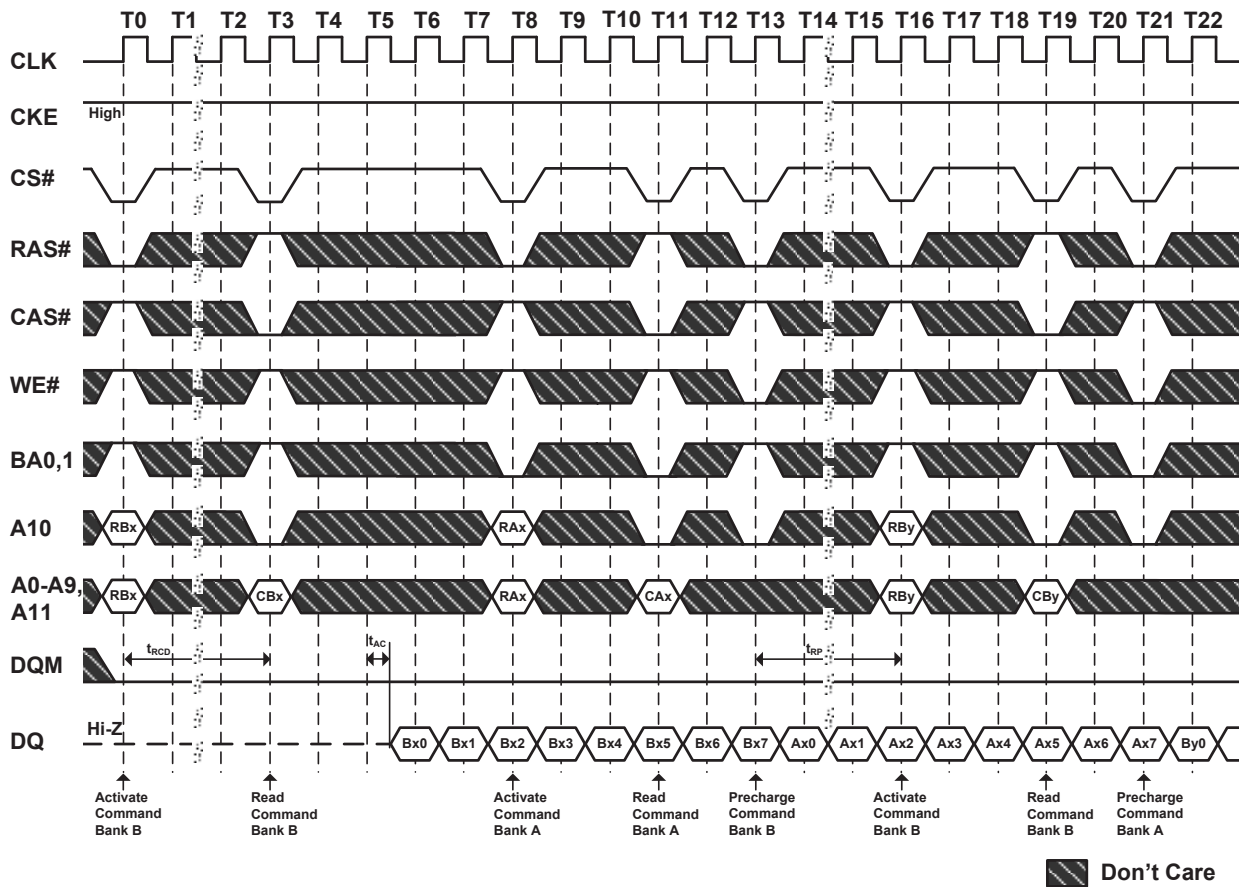 T0 T1 T2 T3 T4 T5 T6 T7 T8 T9 T10 T11 T12 T13 T14 T15 T16 T17 T18 T19 T20 T21 T22
CLK
CKE High
CS#
RAS#
CAS#
WE#
BA0,1
A10 RBx RAx RBy
A0-A9,
A11 RBx CBx RAx CAx RBy CBy
DQM tRCD tAC tRP
DQ Hi-Z Bx0 Bx1 Bx2 Bx3 Bx4 Bx5 Bx6 Bx7 Ax0 Ax1 Ax2 Ax3 Ax4 Ax5 Ax6 Ax7 By0
Activate
Command
Bank B
Read
Command
Bank B
Activate
Command
Bank A
Read
Command
Bank A
Precharge
Command
Bank B
Activate
Command
Bank B
Read
Command
Bank B
Precharge
Command
Bank A
Don't Care